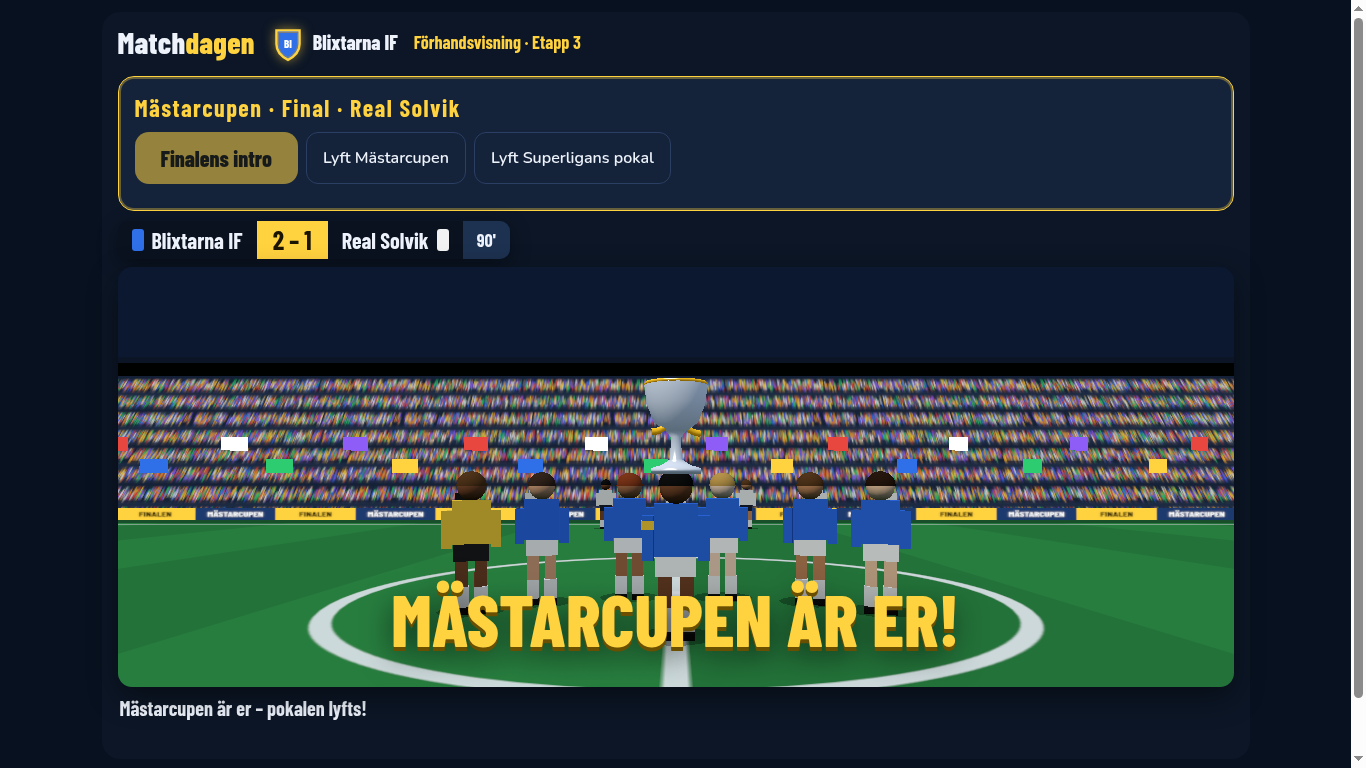 Matchdagen
BI
Blixtarna IF
Förhandsvisning · Etapp 3
Mästarcupen · Final · Real Solvik
Finalens intro
Lyft Mästarcupen
Lyft Superligans pokal
Blixtarna IF 2 – 1 Real Solvik 90'
FINALEN MÄSTARCUPEN FINALEN MÄSTARCUPEN FINALEN MÄSTARCUPEN FINALEN MÄSTARCUPEN
MÄSTARCUPEN ÄR ER!
Mästarcupen är er – pokalen lyfts!